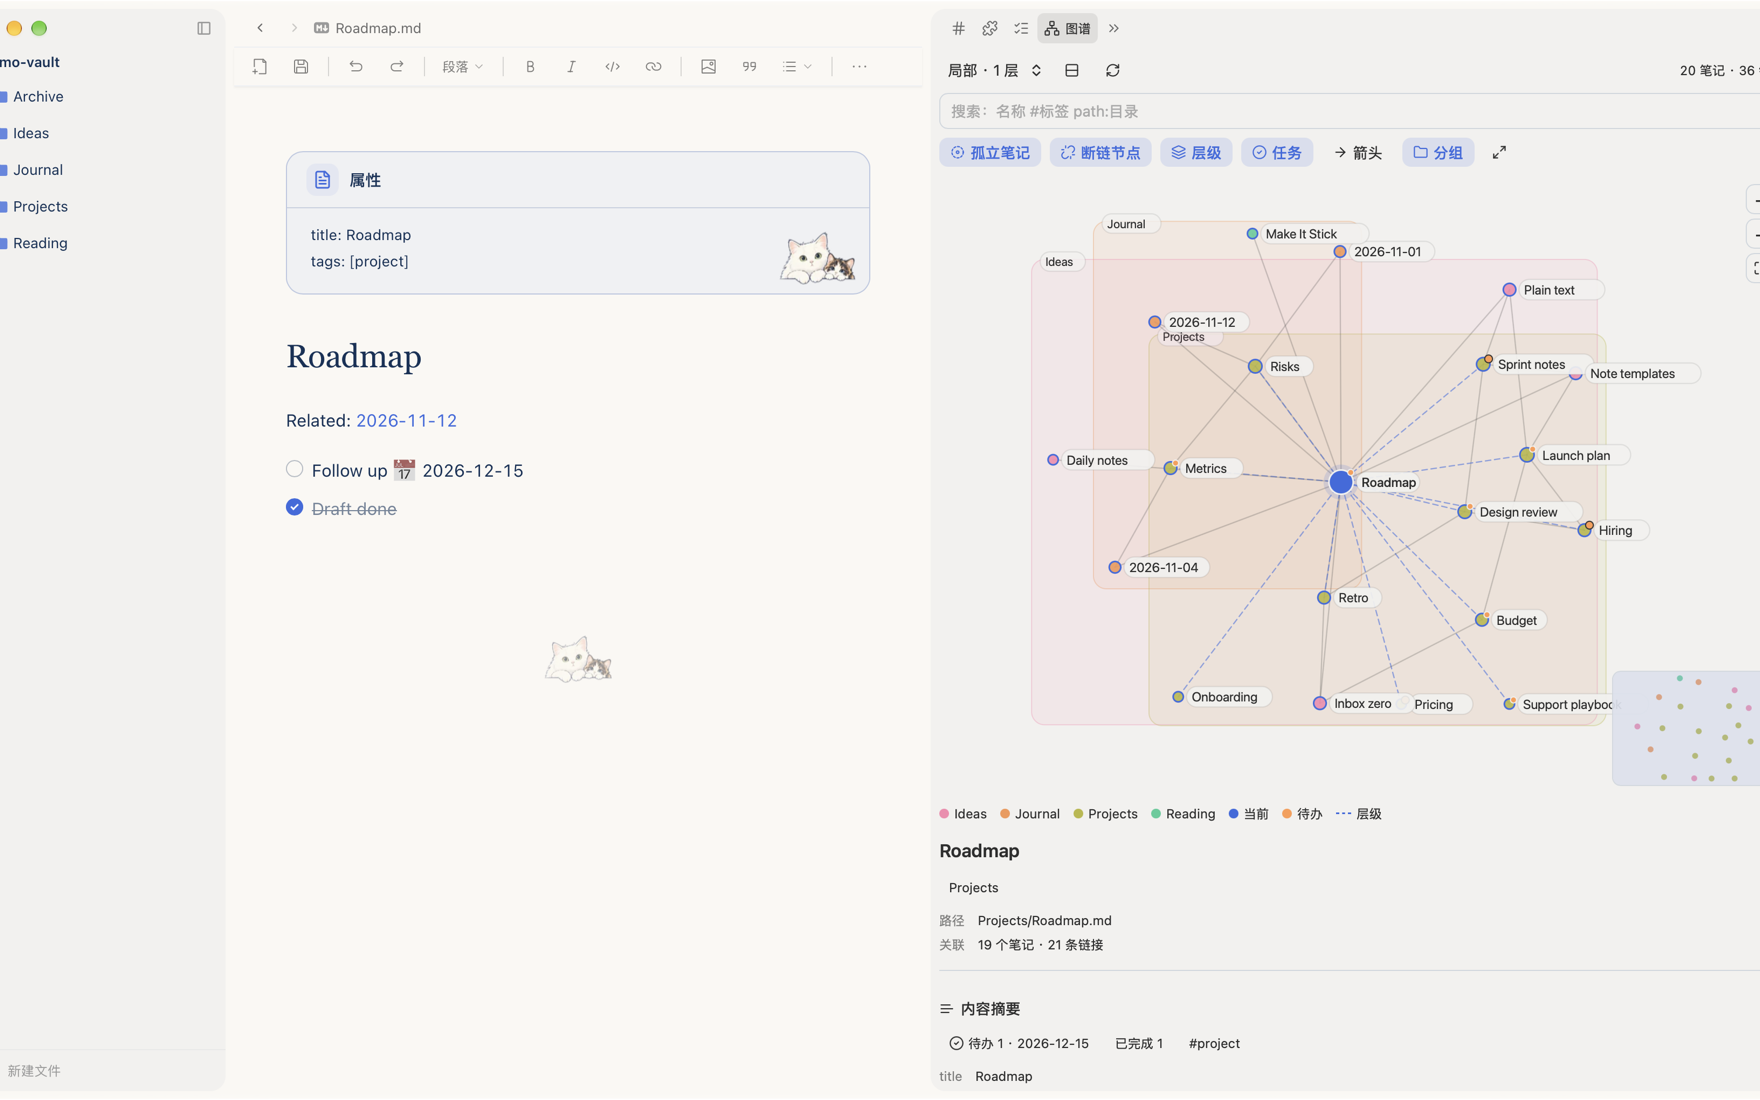 mo-vault
Archive
Ideas
Journal
Projects
Reading
新建文件
Roadmap.md
段落
B
I
99
属性
title: Roadmap
tags: [project]
Roadmap
Related: 2026-11-12
Follow up 📅 2026-12-15
Draft done
图谱
局部 · 1 层
20 笔记 · 36
搜索：名称 #标签 path:目录
孤立笔记
断链节点
层级
任务
箭头
分组
Journal
Make It Stick
2026-11-01
Ideas
Plain text
2026-11-12
Projects
Risks
Sprint notes
Note templates
Daily notes
Metrics
Launch plan
Roadmap
Design review
Hiring
2026-11-04
Retro
Budget
Onboarding
Inbox zero
Pricing
Support playbook
Ideas
Journal
Projects
Reading
当前
待办
层级
Roadmap
Projects
路径 Projects/Roadmap.md
关联 19 个笔记 · 21 条链接
内容摘要
待办 1 · 2026-12-15 已完成 1 #project
title Roadmap